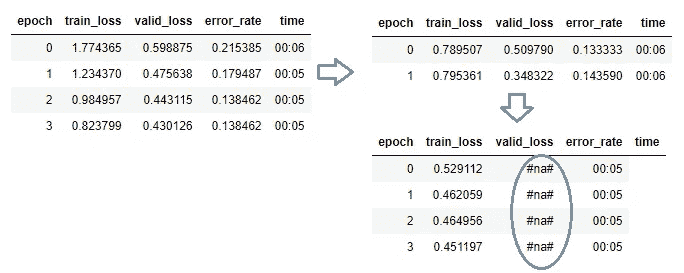 epoch train_loss valid_loss error_rate time
0 1.774365 0.598875 0.215385 00:06
1 1.234370 0.475638 0.179487 00:05
2 0.984957 0.443115 0.138462 00:05
3 0.823799 0.430126 0.138462 00:05
epoch train_loss valid_loss error_rate time
0 0.789507 0.509790 0.133333 00:06
1 0.795361 0.348322 0.143590 00:06
epoch train_loss valid_loss error_rate time
0 0.529112 #na# 00:05
1 0.462059 #na# 00:05
2 0.464956 #na# 00:05
3 0.451197 #na# 00:05